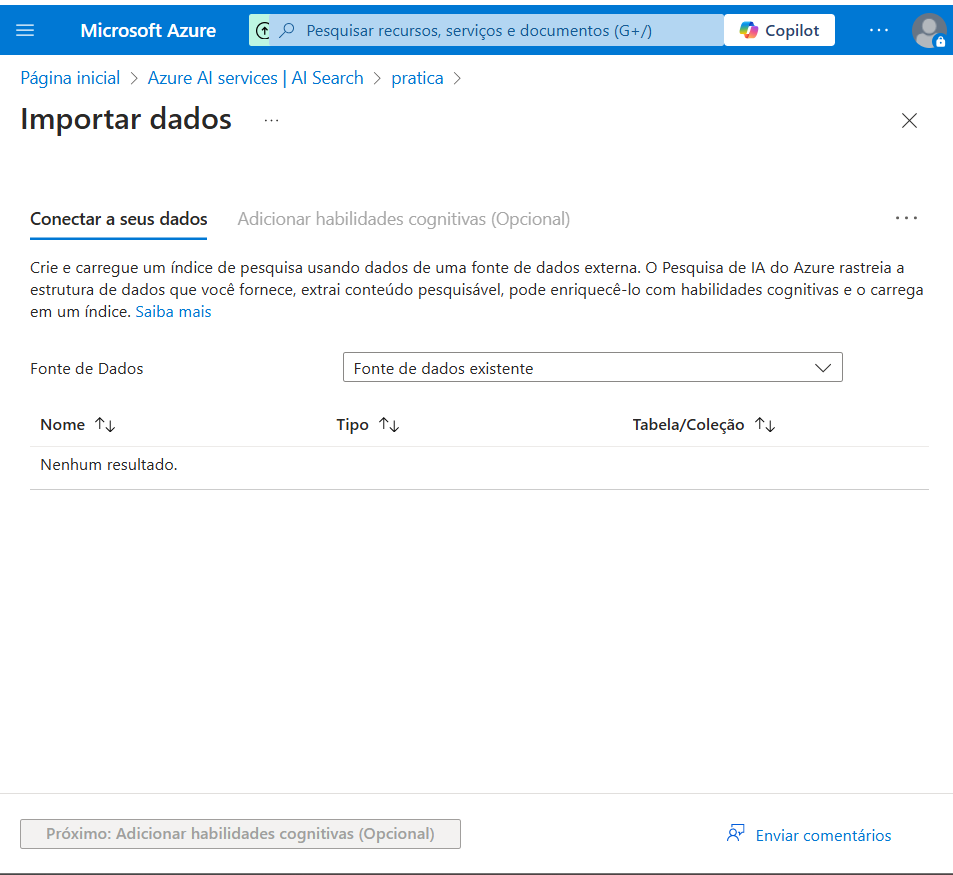 Microsoft Azure
Pesquisar recursos, serviços e documentos (G+/)
Copilot
...
Página inicial > Azure AI services | AI Search > pratica >
Importar dados ...
Conectar a seus dados
Adicionar habilidades cognitivas (Opcional)
...
Crie e carregue um índice de pesquisa usando dados de uma fonte de dados externa. O Pesquisa de IA do Azure rastreia a
estrutura de dados que você fornece, extrai conteúdo pesquisável, pode enriquecê-lo com habilidades cognitivas e o carrega
em um índice. Saiba mais
Fonte de Dados
Fonte de dados existente
Nome ↑↓ Tipo ↑↓ Tabela/Coleção ↑↓
Nenhum resultado.
Próximo: Adicionar habilidades cognitivas (Opcional)
Enviar comentários